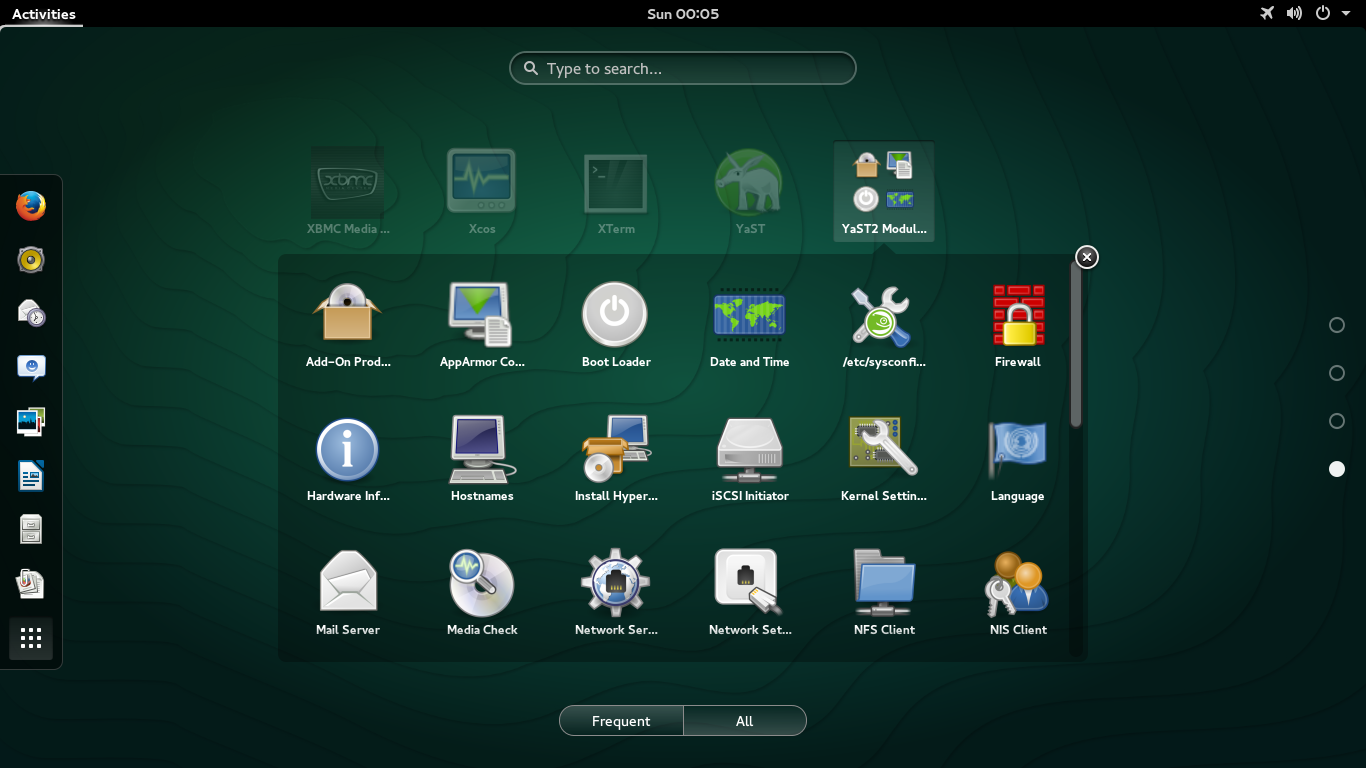 Activities
Sun 00:05
Type to search...
xbmc
>_
XBMC Media ...
Xcos
XTerm
YaST
YaST2 Modul...
Add-On Prod...
AppArmor Co...
Boot Loader
Date and Time
/etc/sysconfi...
Firewall
Hardware Inf...
Hostnames
Install Hyper...
iSCSI Initiator
Kernel Settin...
Language
Mail Server
Media Check
Network Ser...
Network Set...
NFS Client
NIS Client
Frequent
All